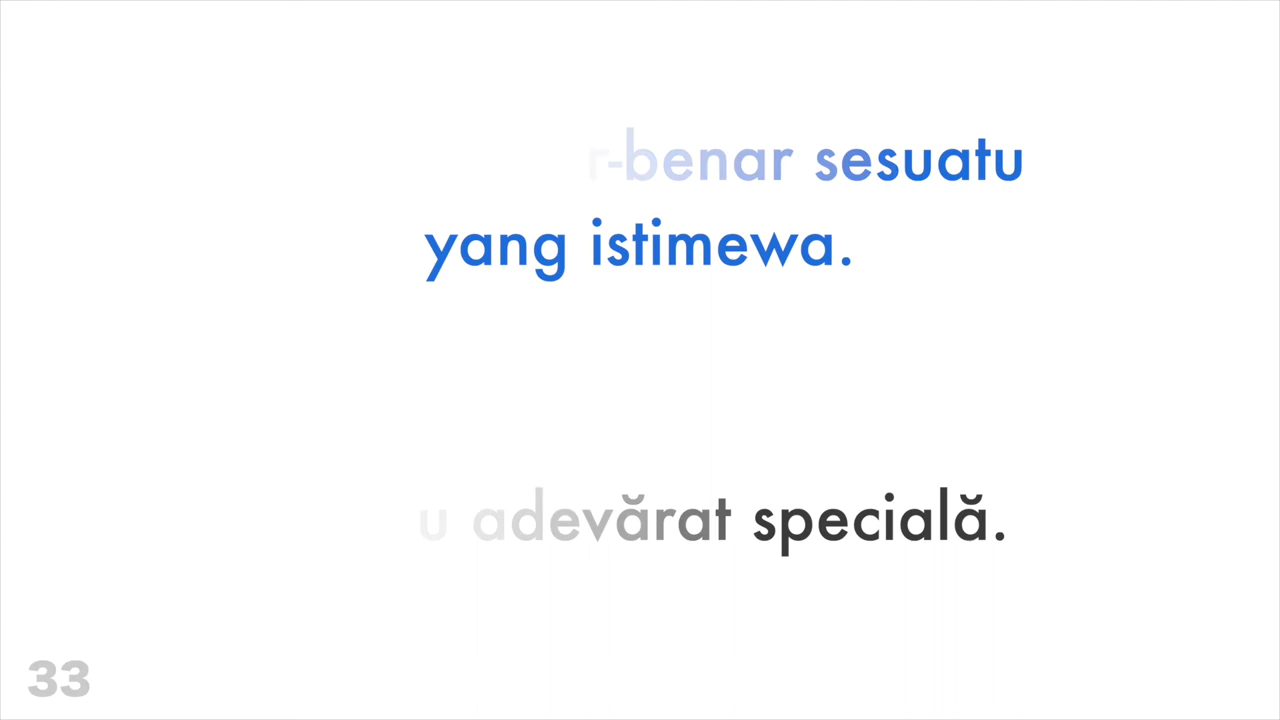 r-benar sesuatu
yang istimewa.
u adevărat specială.
33